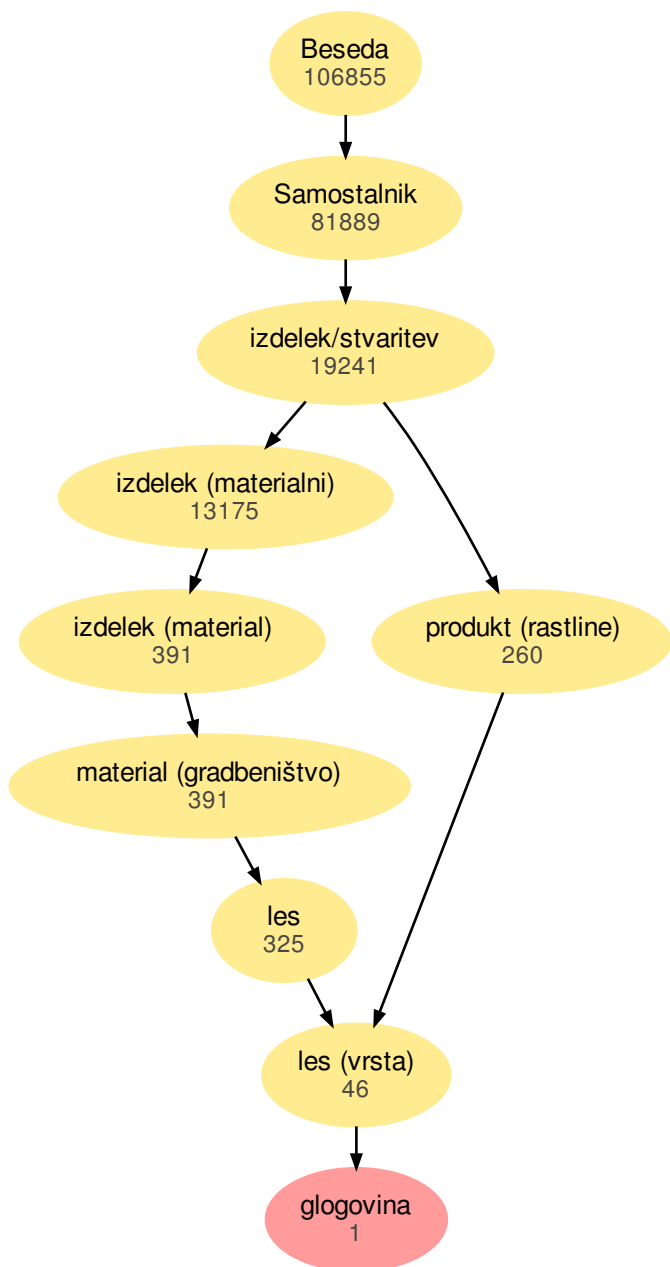 Beseda
106855
Samostalnik
81889
izdelek/stvaritev
19241
izdelek (materialni)
13175
izdelek (material)
391
produkt (rastline)
260
material (gradbeništvo)
391
les
325
les (vrsta)
46
glogovina
1